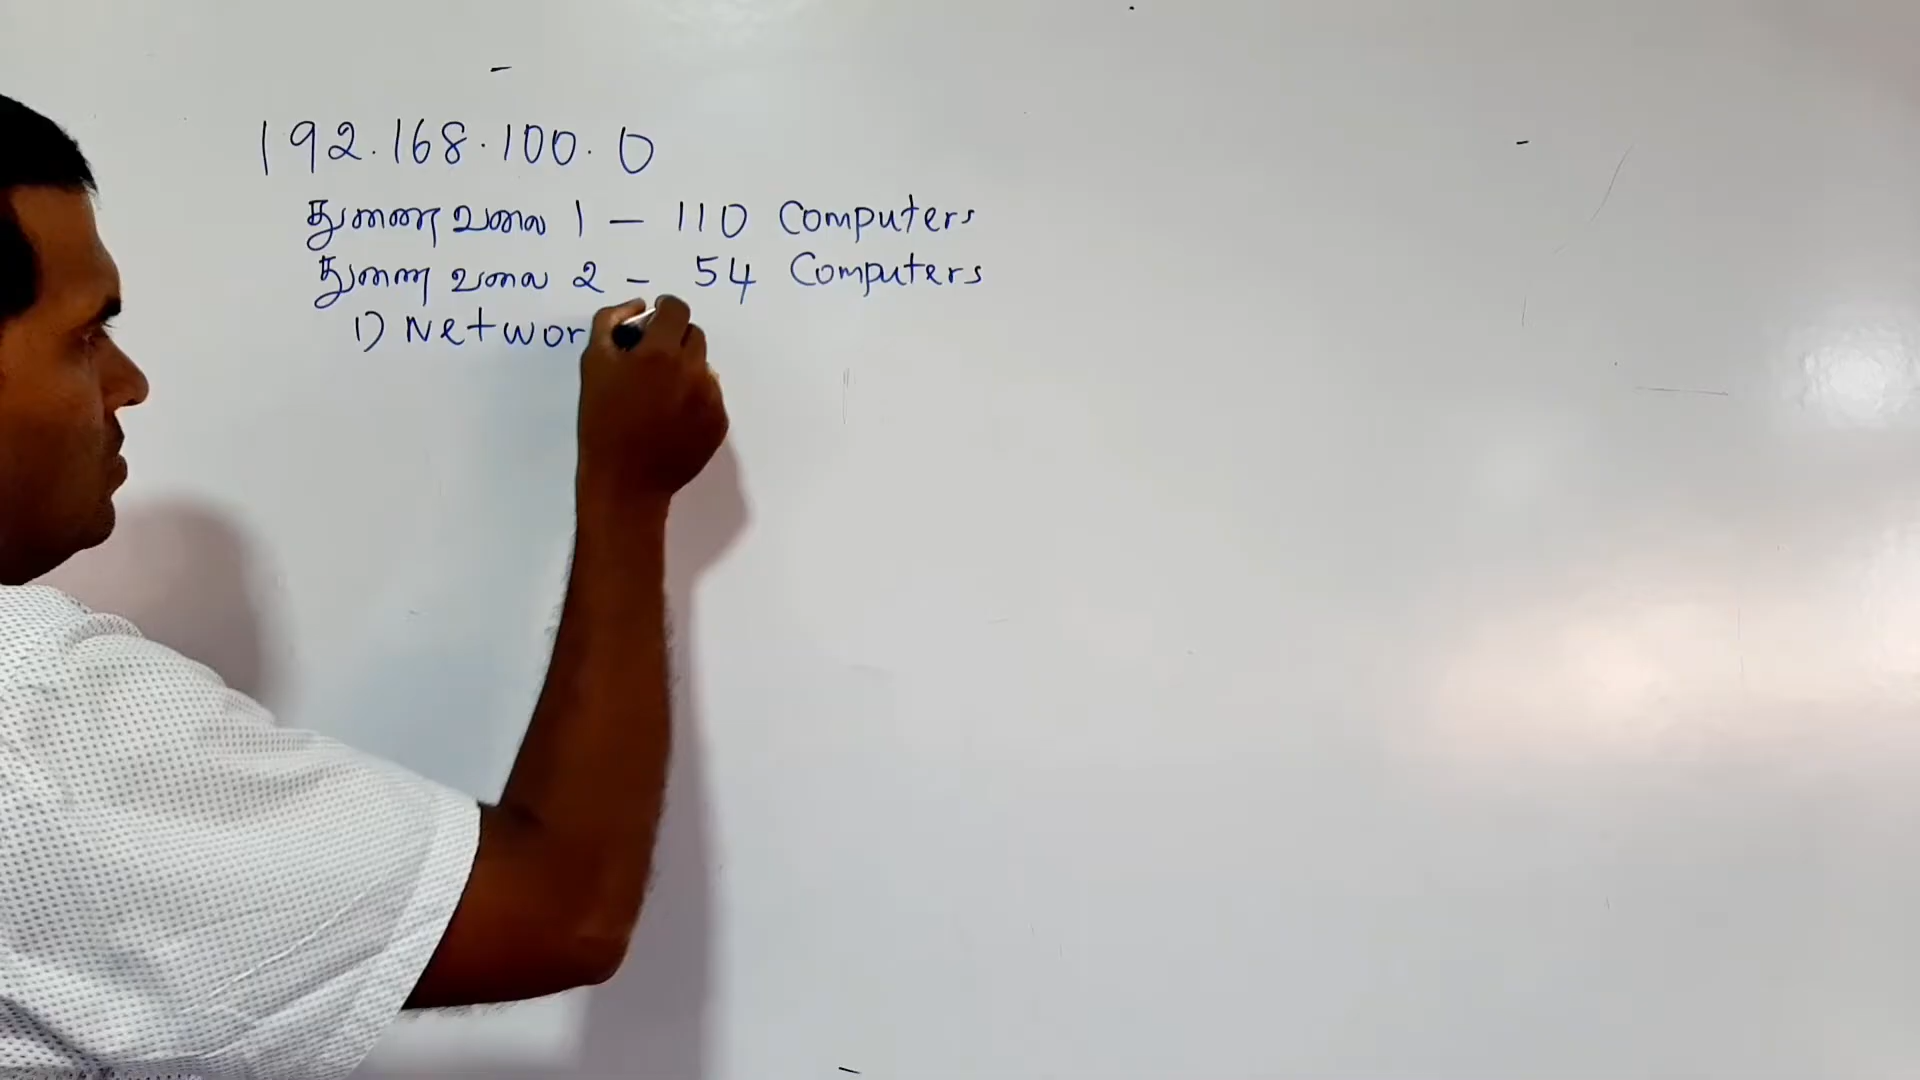 192.168.100.0
துணை வலை 1 - 110 Computers
துணை வலை 2 - 54 Computers
1) Networ